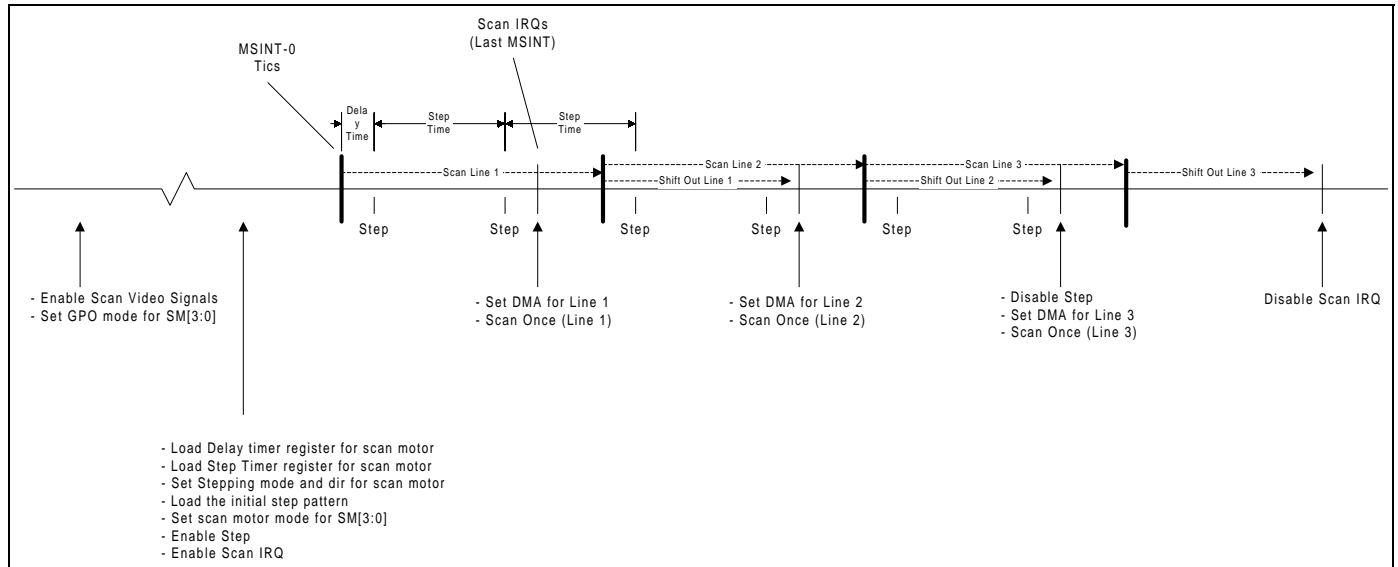 Scan IRQs
(Last MSINT)
MSINT-0
Tics
Dela
y
Time
Step
Time
Step
Time
Scan Line 1
Scan Line 2
Scan Line 3
Shift Out Line 1
Shift Out Line 2
Shift Out Line 3
Step
Step
Step
Step
Step
Step
- Enable Scan Video Signals
- Set GPO mode for SM[3:0]
- Set DMA for Line 1
- Scan Once (Line 1)
- Set DMA for Line 2
- Scan Once (Line 2)
- Disable Step
- Set DMA for Line 3
- Scan Once (Line 3)
Disable Scan IRQ
- Load Delay timer register for scan motor
- Load Step Timer register for scan motor
- Set Stepping mode and dir for scan motor
- Load the initial step pattern
- Set scan motor mode for SM[3:0]
- Enable Step
- Enable Scan IRQ